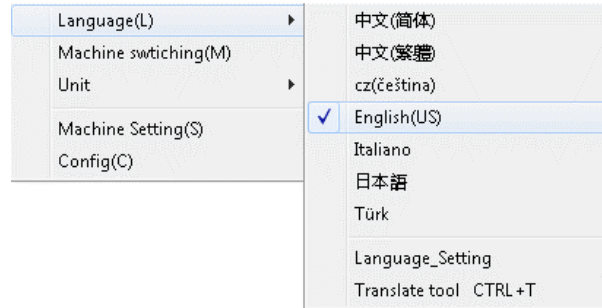 Language(L)
Machine swtiching(M)
Unit
Machine Setting(S)
Config(C)
中文(简体)
中文(繁體)
cz(čeština)
English(US)
Italiano
日本語
Türk
Language_Setting
Translate tool CTRL+T